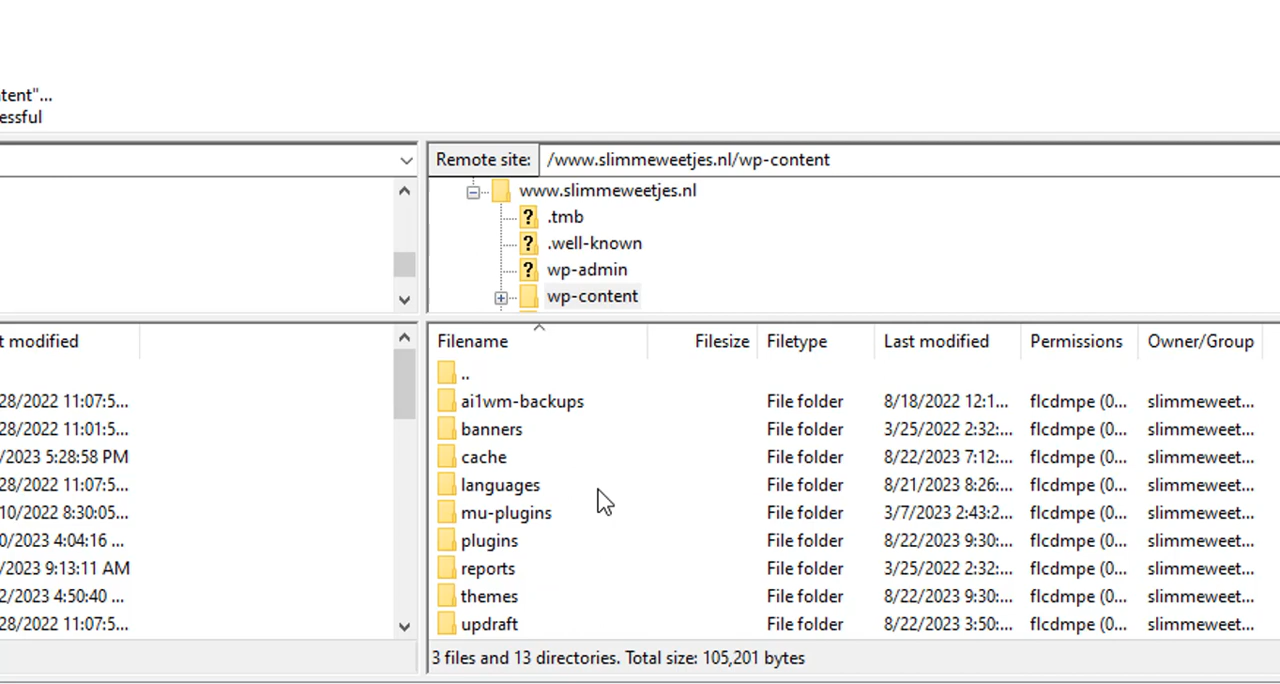 tent"...
essful
Remote site: /www.slimmeweetjes.nl/wp-content
www.slimmeweetjes.nl
? .tmb
? .well-known
? wp-admin
wp-content
t modified
28/2022 11:07:5...
28/2022 11:01:5...
/2023 5:28:58 PM
28/2022 11:07:5...
10/2022 8:30:05...
0/2023 4:04:16 ...
/2023 9:13:11 AM
2/2023 4:50:40 ...
28/2022 11:07:5...
Filename Filesize Filetype Last modified Permissions Owner/Group
..
ai1wm-backups File folder 8/18/2022 12:1... flcdmpe (0... slimmeweet...
banners File folder 3/25/2022 2:32:... flcdmpe (0... slimmeweet...
cache File folder 8/22/2023 7:12:... flcdmpe (0... slimmeweet...
languages File folder 8/21/2023 8:26:... flcdmpe (0... slimmeweet...
mu-plugins File folder 3/7/2023 2:43:2... flcdmpe (0... slimmeweet...
plugins File folder 8/22/2023 9:30:... flcdmpe (0... slimmeweet...
reports File folder 3/25/2022 2:32:... flcdmpe (0... slimmeweet...
themes File folder 8/22/2023 9:30:... flcdmpe (0... slimmeweet...
updraft File folder 8/22/2023 3:50:... flcdmpe (0... slimmeweet...
3 files and 13 directories. Total size: 105,201 bytes